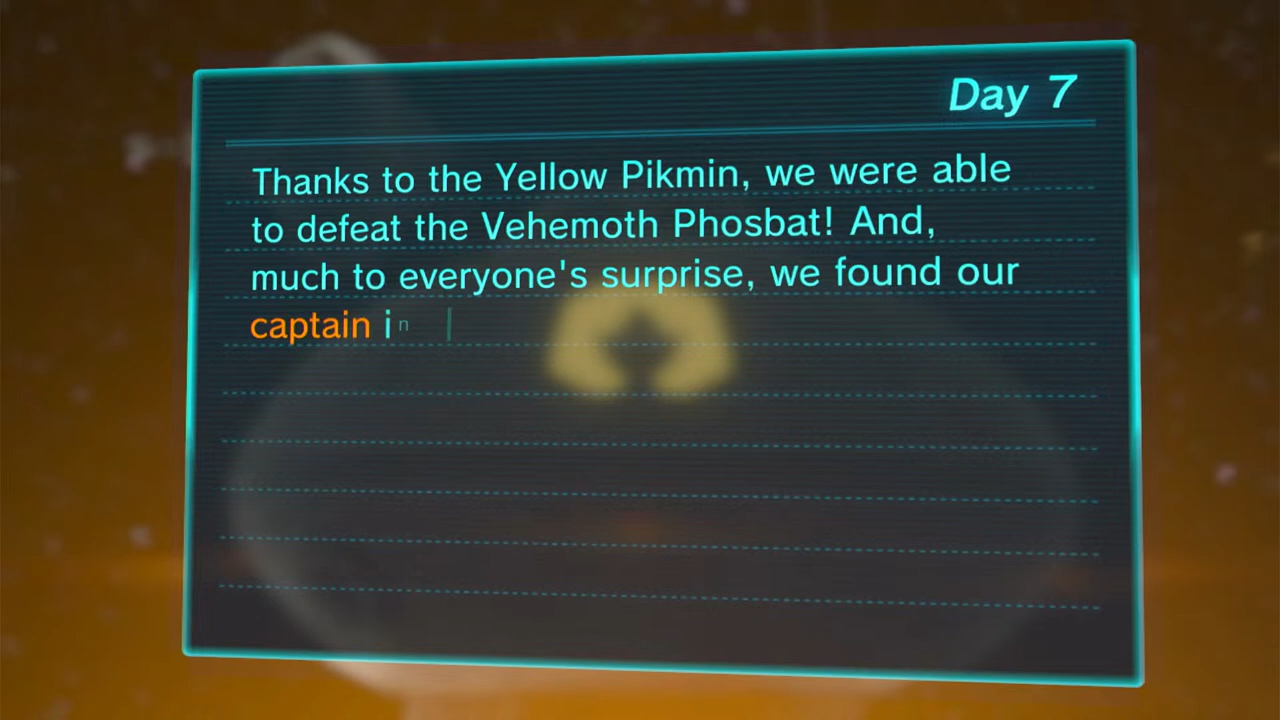 Day 7
Thanks to the Yellow Pikmin, we were able
to defeat the Vehemoth Phosbat! And,
much to everyone's surprise, we found our
captain in